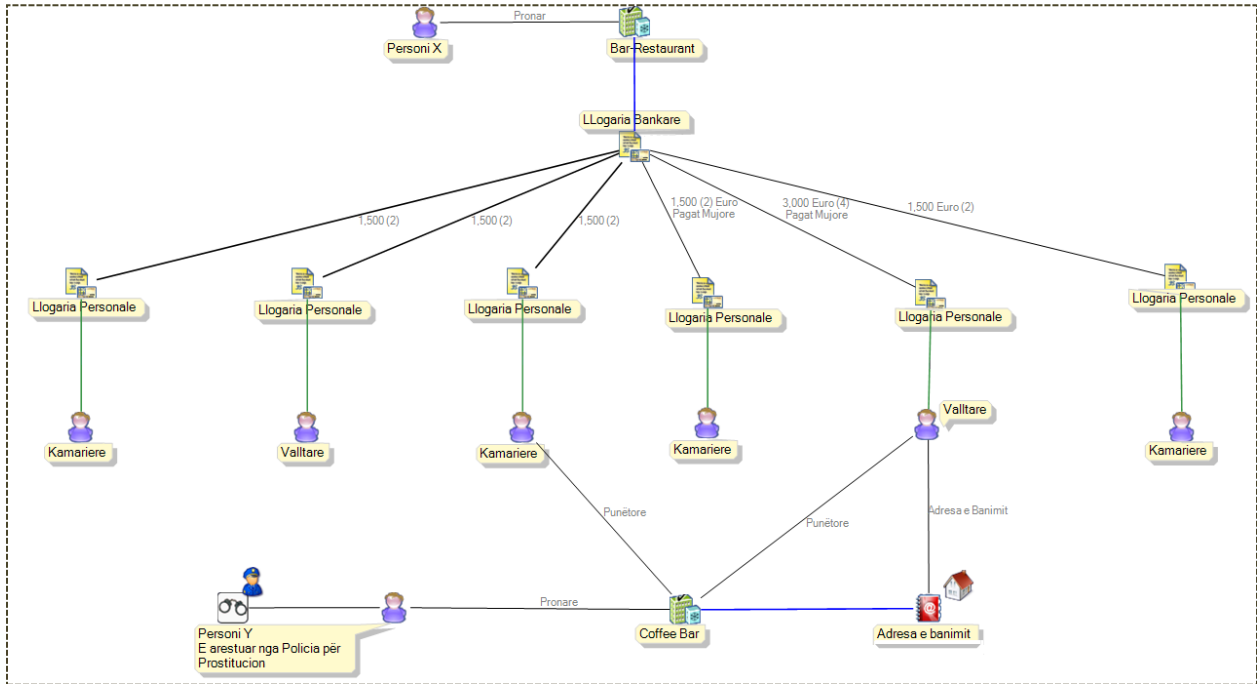 Pronar
Personi X
Bar-Restaurant
LLogaria Bankare
1,500 (2)
1,500 (2)
1,500 (2)
1,500 (2) Euro
Pagat Mujore
3,000 Euro (4)
Pagat Mujore
1,500 Euro (2)
Llogaria Personale
Llogaria Personale
Llogaria Personale
Llogaria Personale
Llogaria Personale
Llogaria Personale
Kamariere
Valltare
Kamariere
Kamariere
Valltare
Kamariere
Punëtore
Punëtore
Adresa e Banimit
Pronare
Personi Y
E arestuar nga Policia për
Prostitucion
Coffee Bar
Adresa e banimit